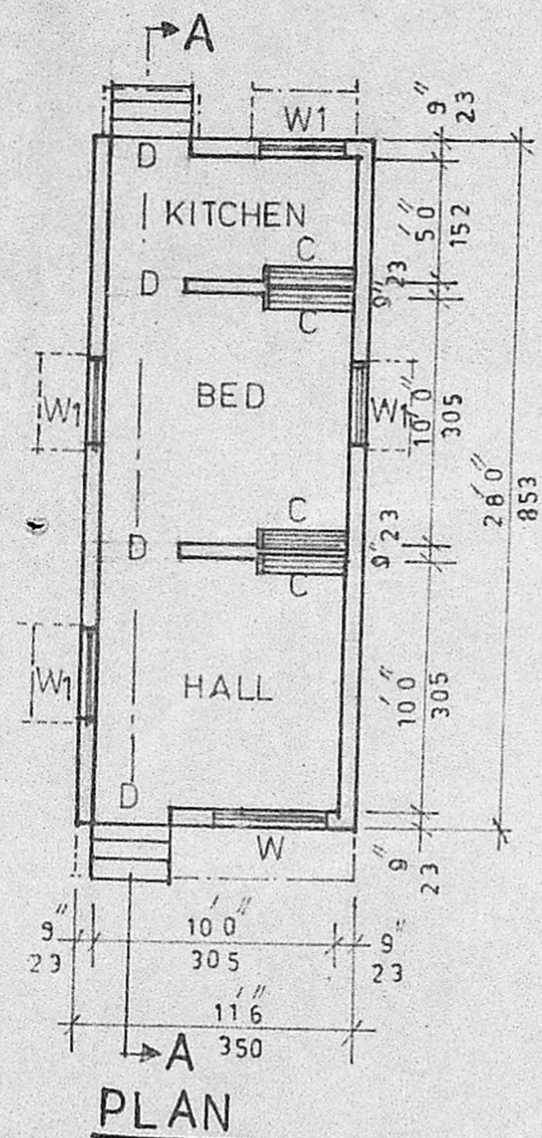 A
W1
9" 23
D
KITCHEN
5'0" 152
C
D
9" 23
C
BED
W1
W1
10'0" 305
28'0" 853
C
D
9" 23
C
W1
HALL
10'0" 305
D
W
9" 23
9" 10'0" 9"
23 305 23
11'6"
350
A
PLAN